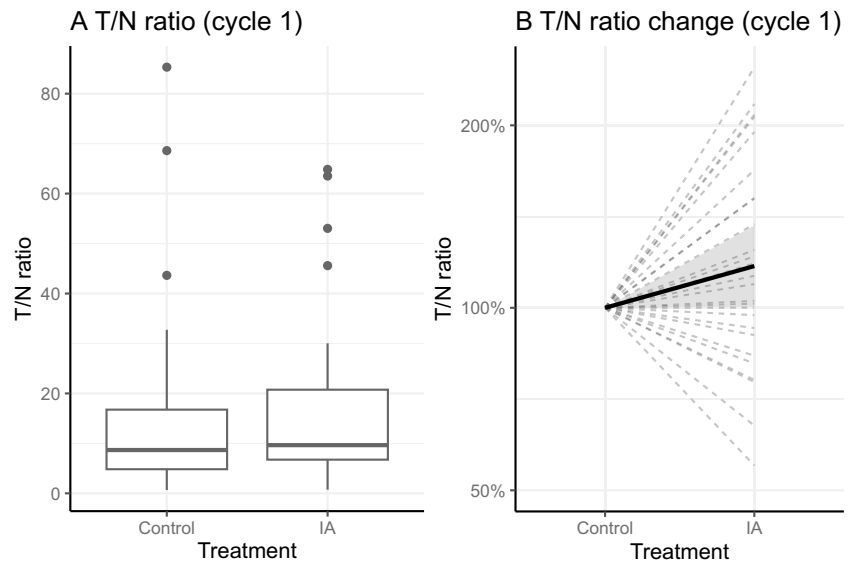 A T/N ratio (cycle 1)
T/N ratio
80
60
40
20
0
Control
IA
Treatment
B T/N ratio change (cycle 1)
T/N ratio
200%
100%
50%
Control
IA
Treatment